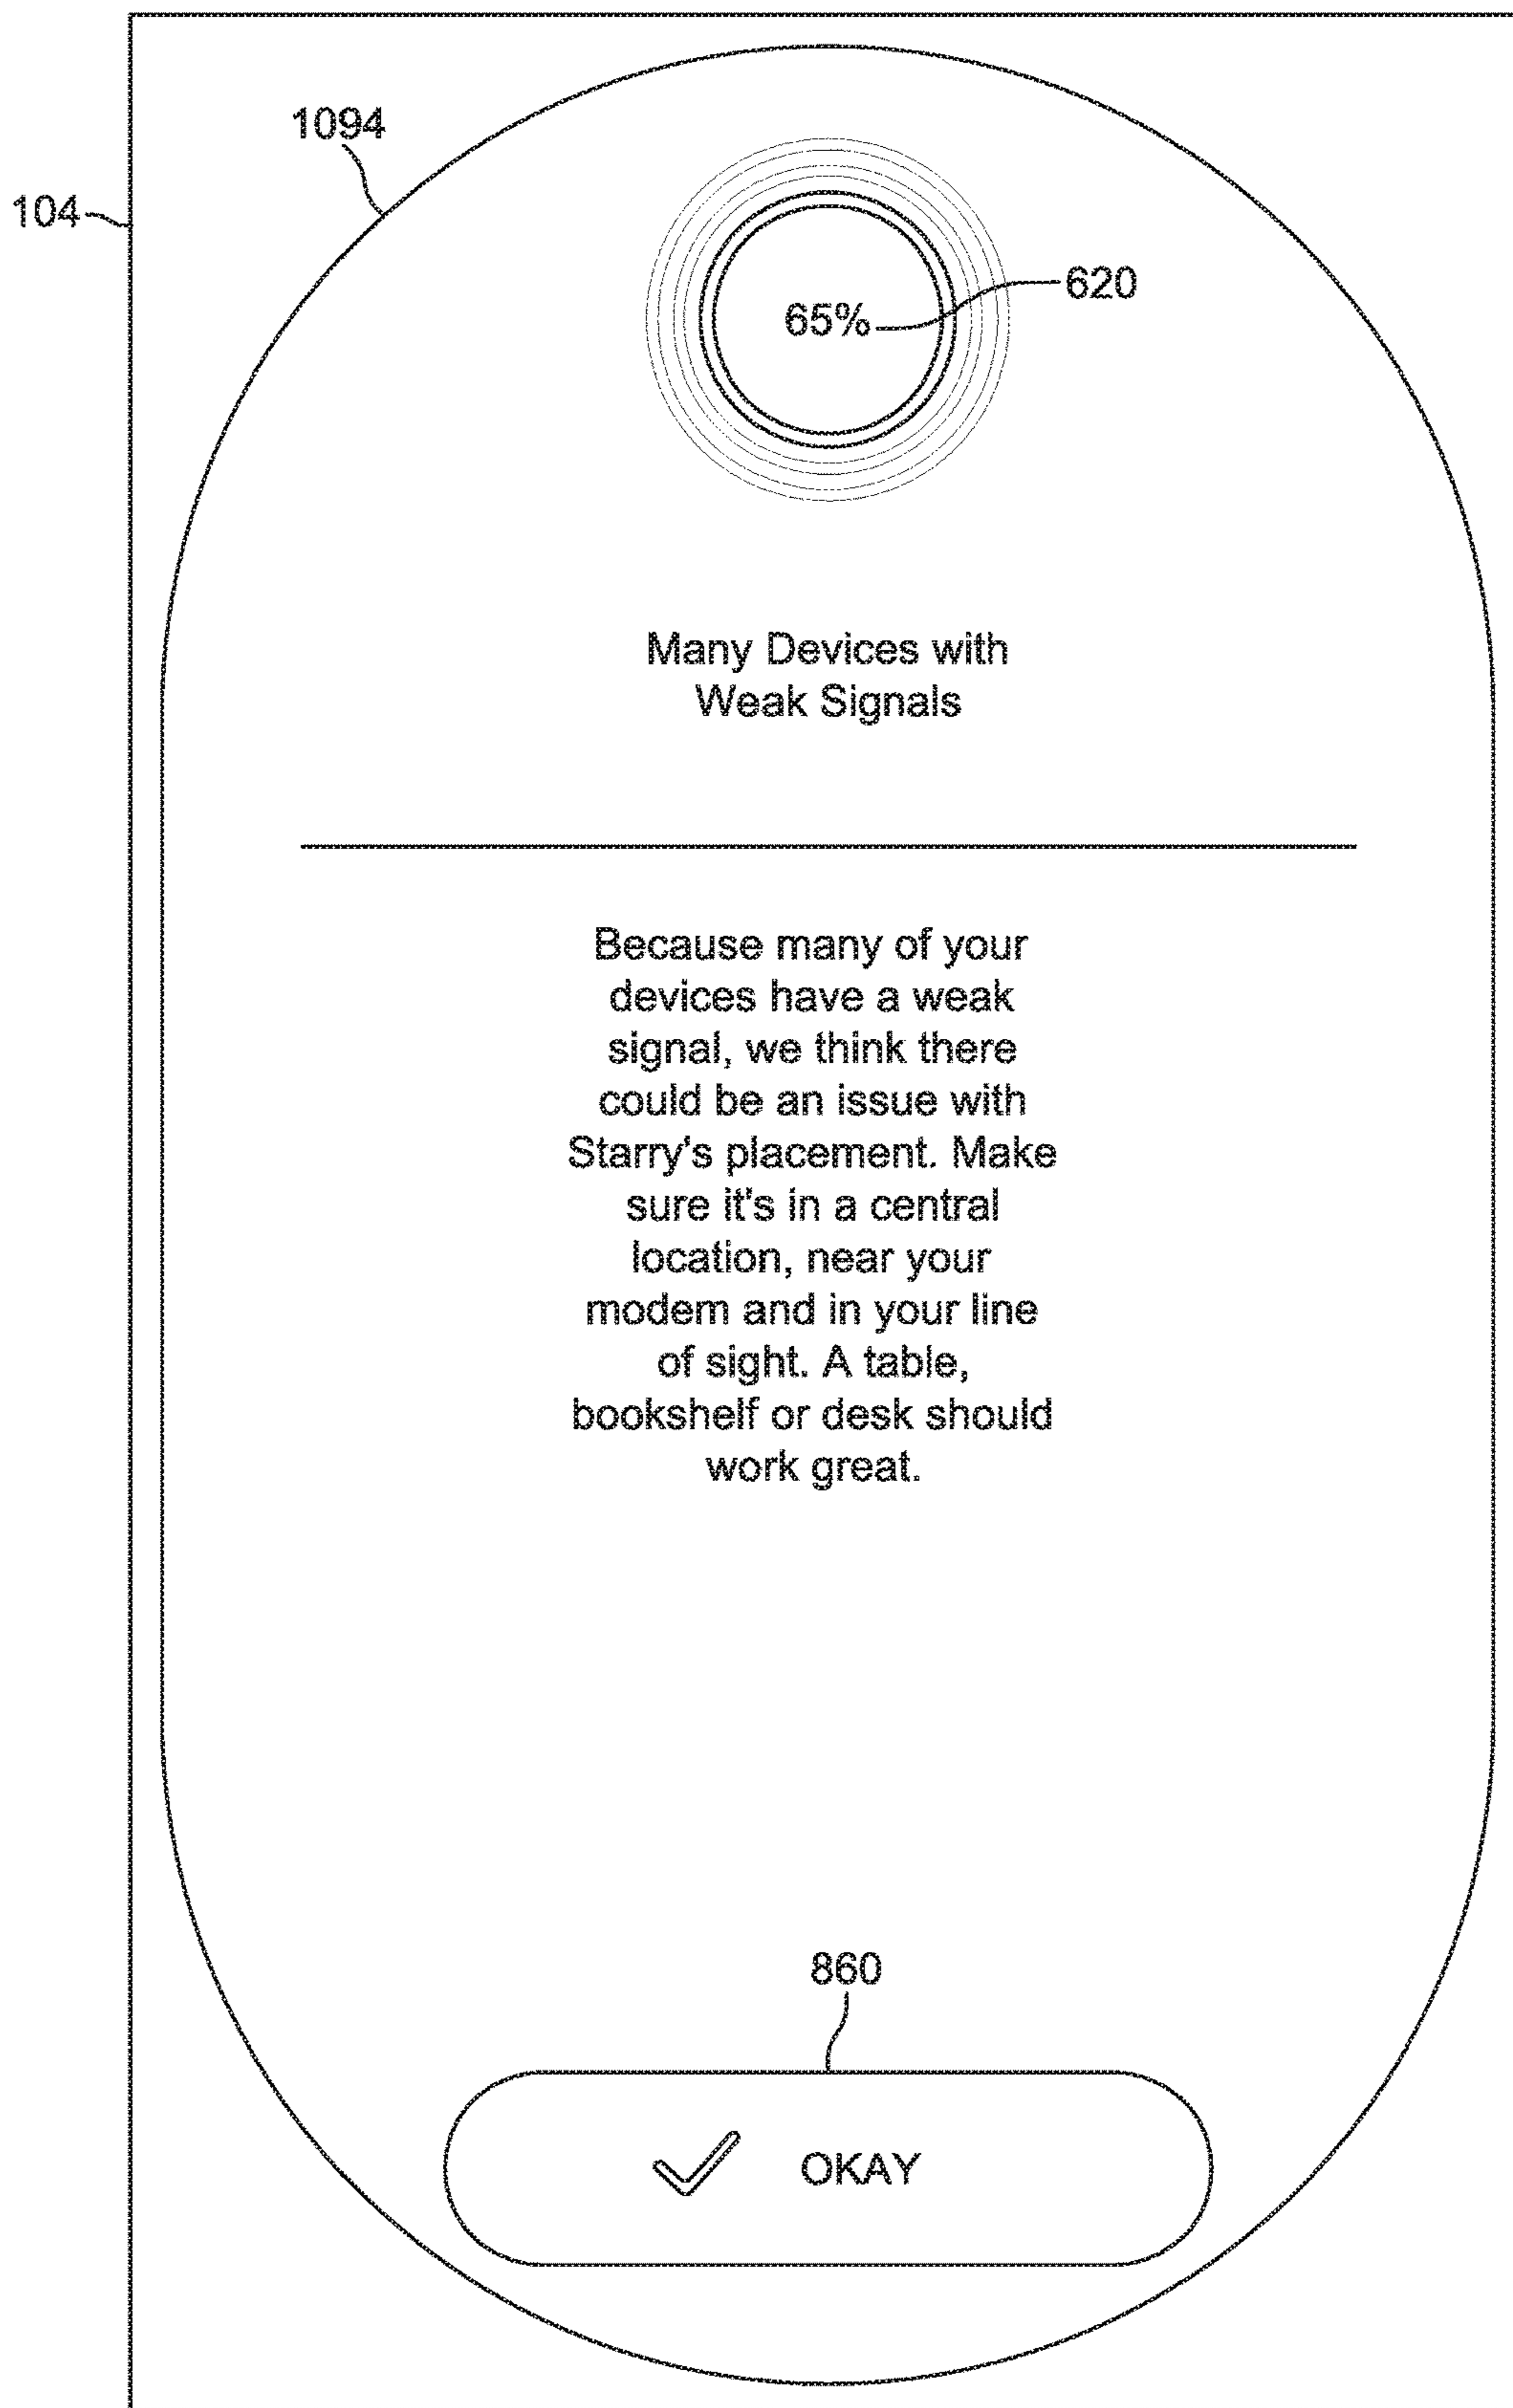 1094
104
620
65%
Many Devices with
Weak Signals
Because many of your
devices have a weak
signal, we think there
could be an issue with
Starry's placement. Make
sure it's in a central
location, near your
modem and in your line
of sight. A table,
bookshelf or desk should
work great.
860
OKAY